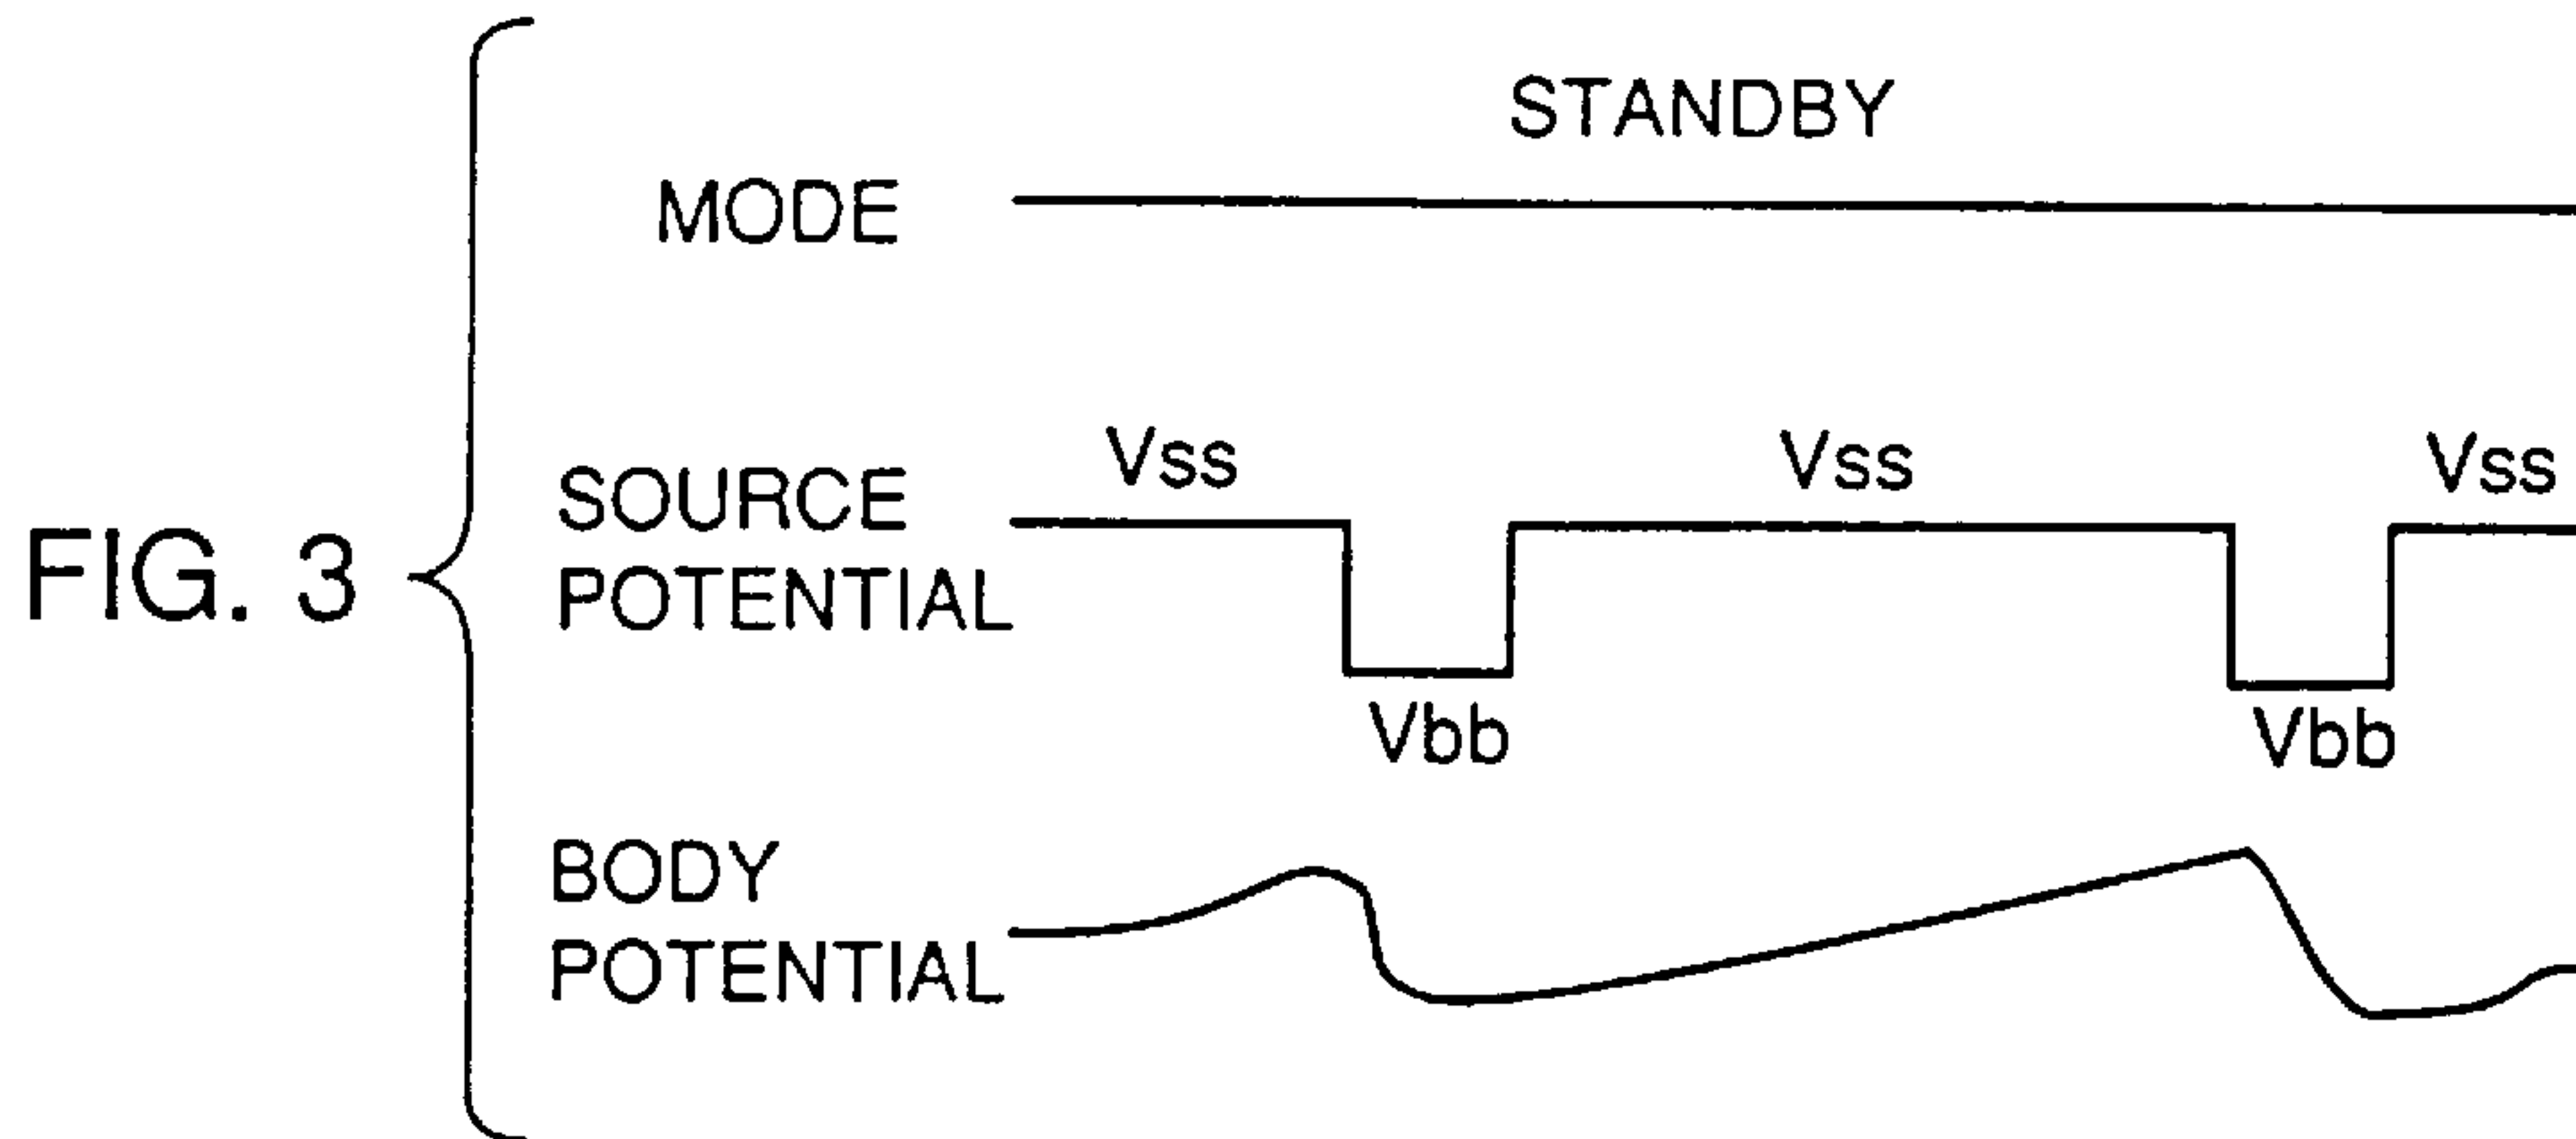 FIG. 3
STANDBY
MODE
Vss Vss Vss
SOURCE
POTENTIAL
Vbb Vbb
BODY
POTENTIAL